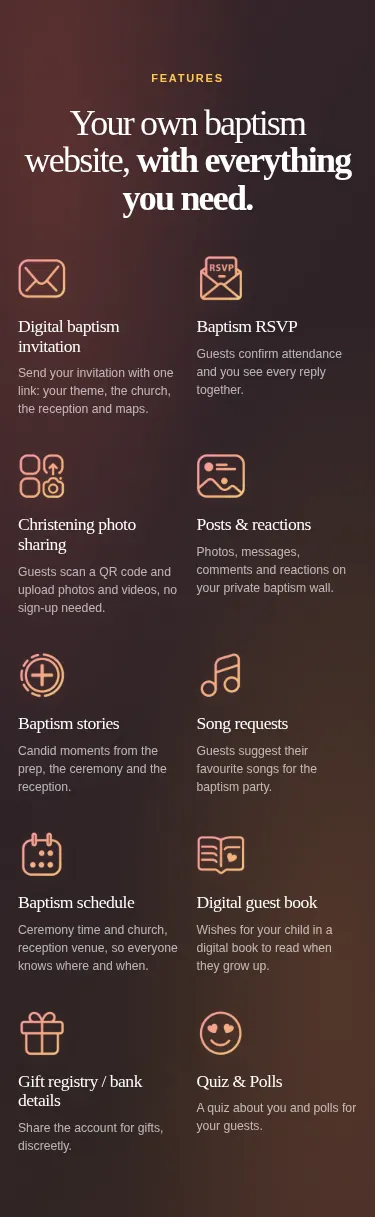 FEATURES
Your own baptism
website, with everything
you need.
Digital baptism
invitation
Send your invitation with one
link: your theme, the church,
the reception and maps.
RSVP
Baptism RSVP
Guests confirm attendance
and you see every reply
together.
Christening photo
sharing
Guests scan a QR code and
upload photos and videos, no
sign-up needed.
Posts & reactions
Photos, messages,
comments and reactions on
your private baptism wall.
Baptism stories
Candid moments from the
prep, the ceremony and the
reception.
Song requests
Guests suggest their
favourite songs for the
baptism party.
Baptism schedule
Ceremony time and church,
reception venue, so everyone
knows where and when.
Digital guest book
Wishes for your child in a
digital book to read when
they grow up.
Gift registry / bank
details
Share the account for gifts,
discreetly.
Quiz & Polls
A quiz about you and polls for
your guests.